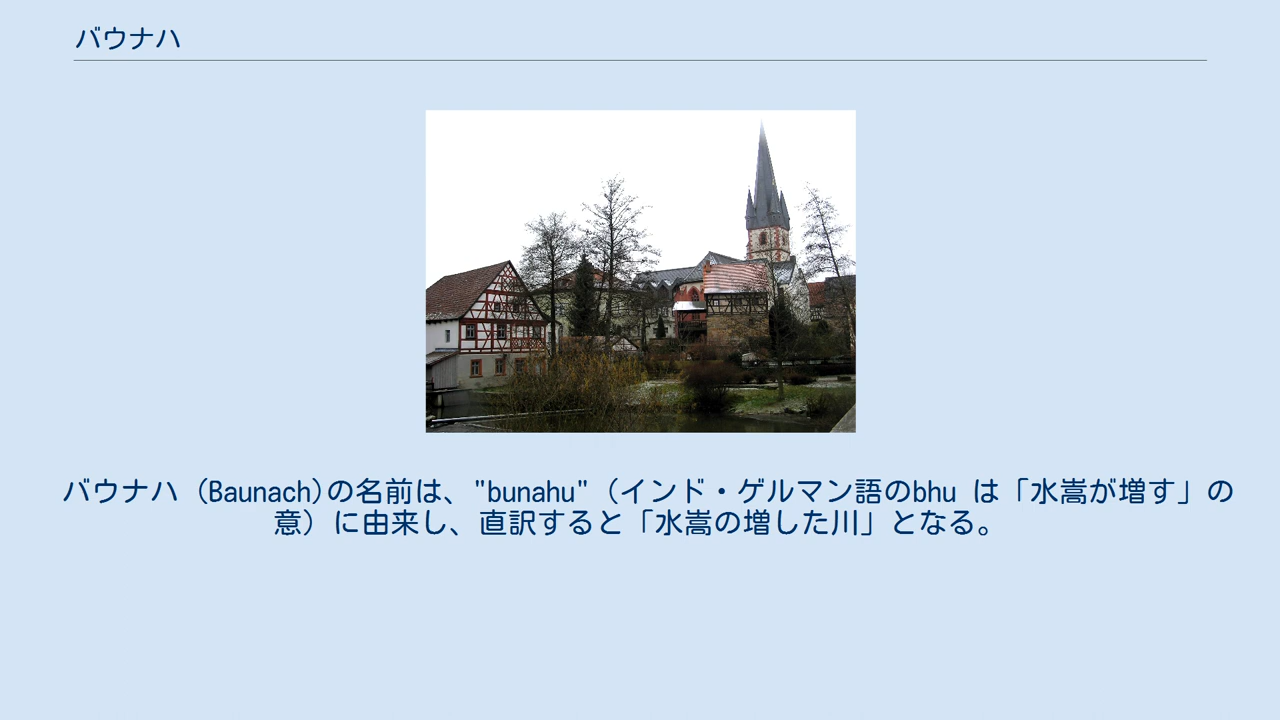 バウナハ
バウナハ (Baunach)の名前は、"bunahu" (インド・ゲルマン語のbhu は「水嵩が増す」の
意）に由来し、直訳すると「水嵩の増した川」となる。